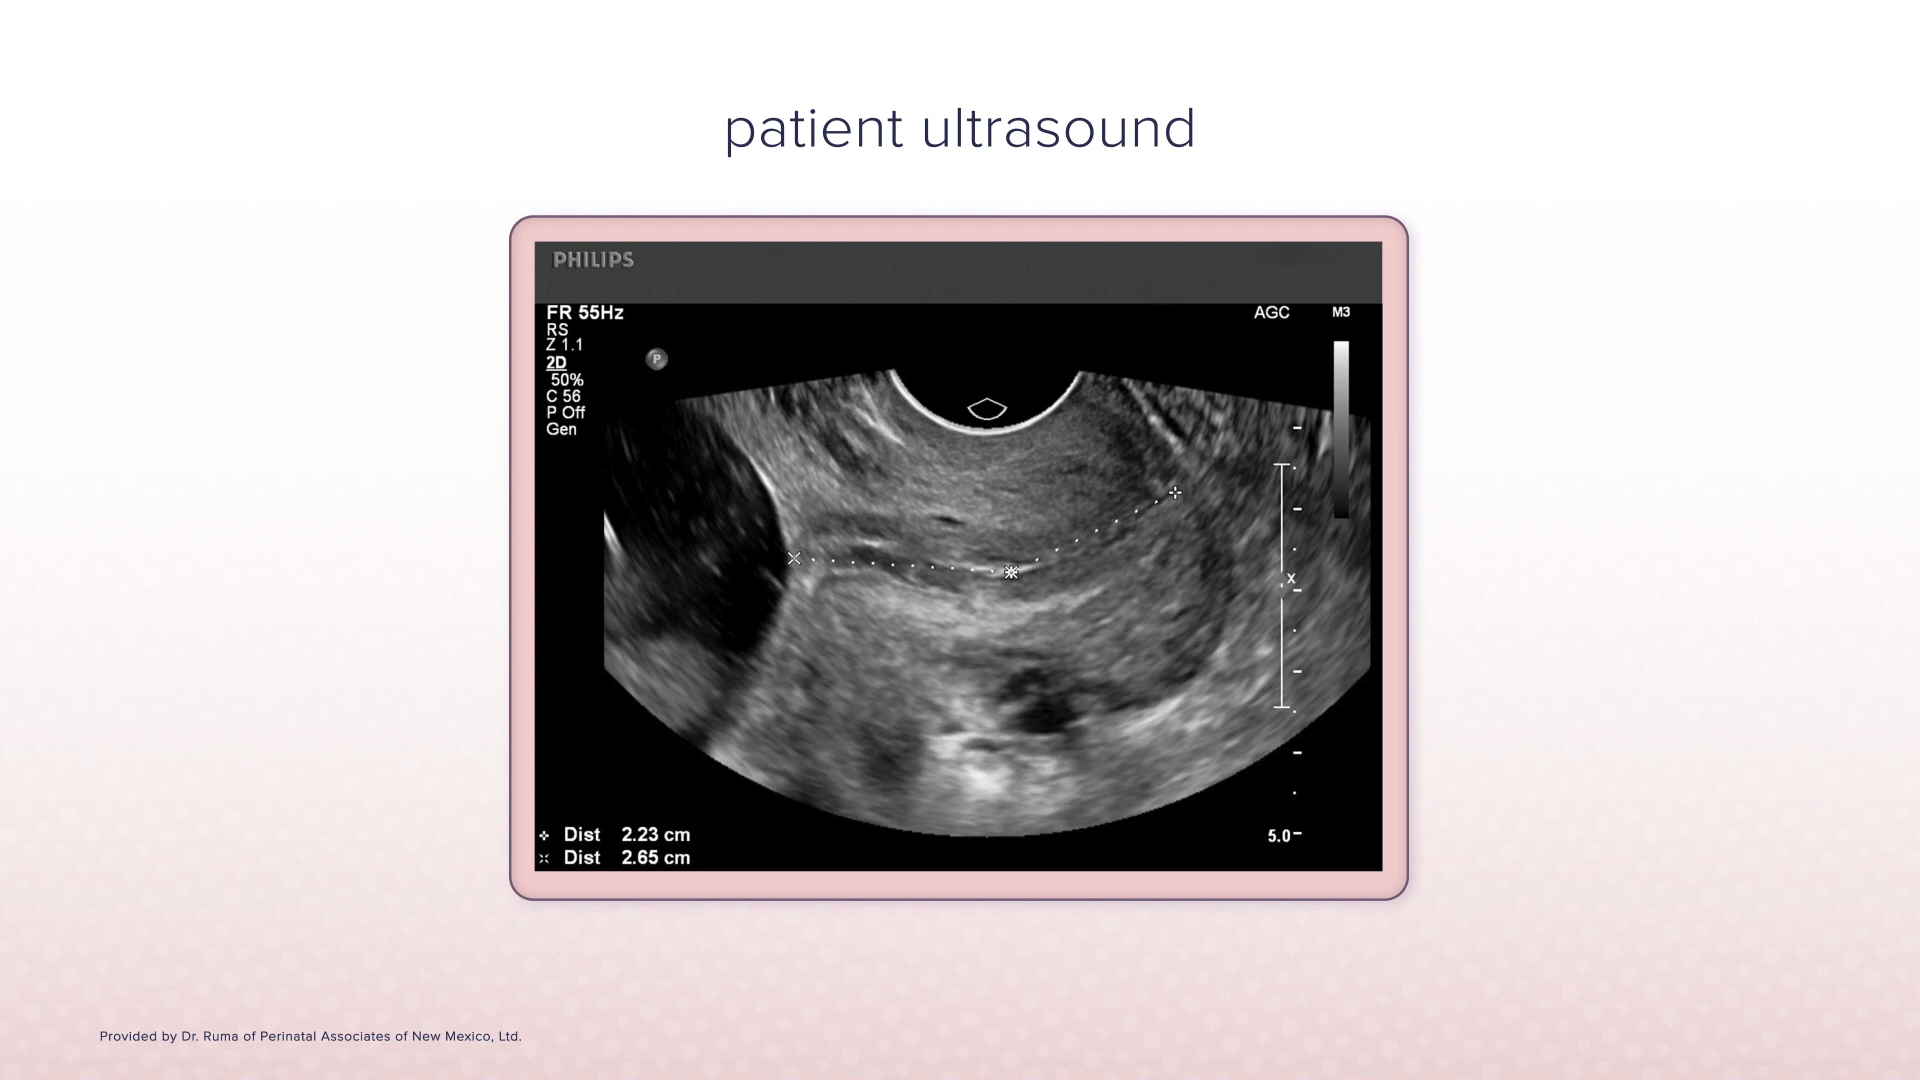 patient ultrasound
PHILIPS
FR 55Hz
RS
Z 1.1
2D
50%
C 56
P Off
Gen
P
AGC
M3
x
5.0
Dist 2.23 cm
Dist 2.65 cm
Provided by Dr. Ruma of Perinatal Associates of New Mexico, Ltd.